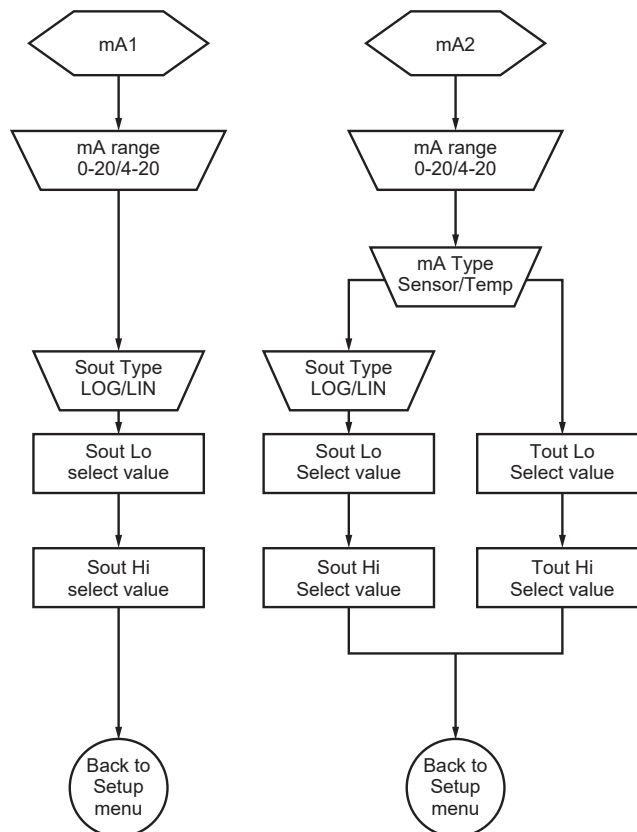 mA1
mA range
0-20/4-20
Sout Type
LOG/LIN
Sout Lo
select value
Sout Hi
select value
Back to
Setup
menu
mA2
mA range
0-20/4-20
mA Type
Sensor/Temp
Sout Type
LOG/LIN
Sout Lo
Select value
Sout Hi
Select value
Tout Lo
Select value
Tout Hi
Select value
Back to
Setup
menu